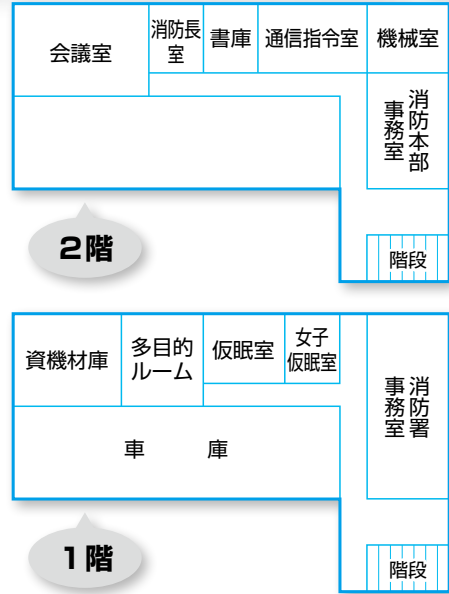 会議室
消防長
室
書庫
通信指令室
機械室
消防本部
事務室
階段
2階
資機材庫
多目的
ルーム
仮眠室
女子
仮眠室
消防署
事務室
車庫
階段
1階